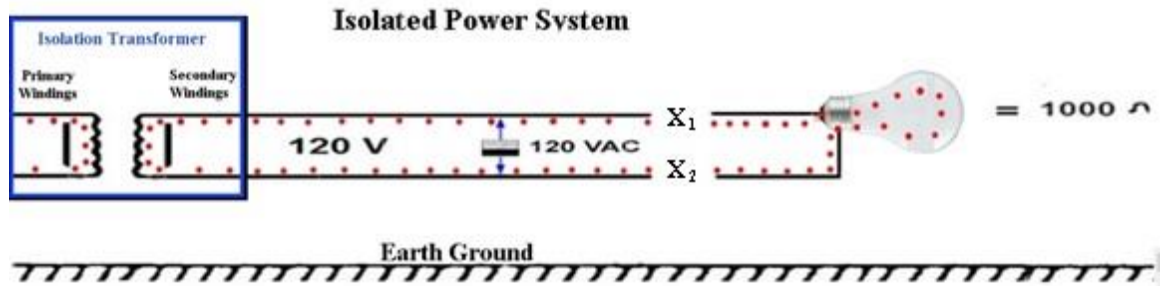 Isolated Power System
Isolation Transformer
Primary
Windings
Secondary
Windings
120 V
120 VAC
X₁
X₂
= 1000 Ω
Earth Ground